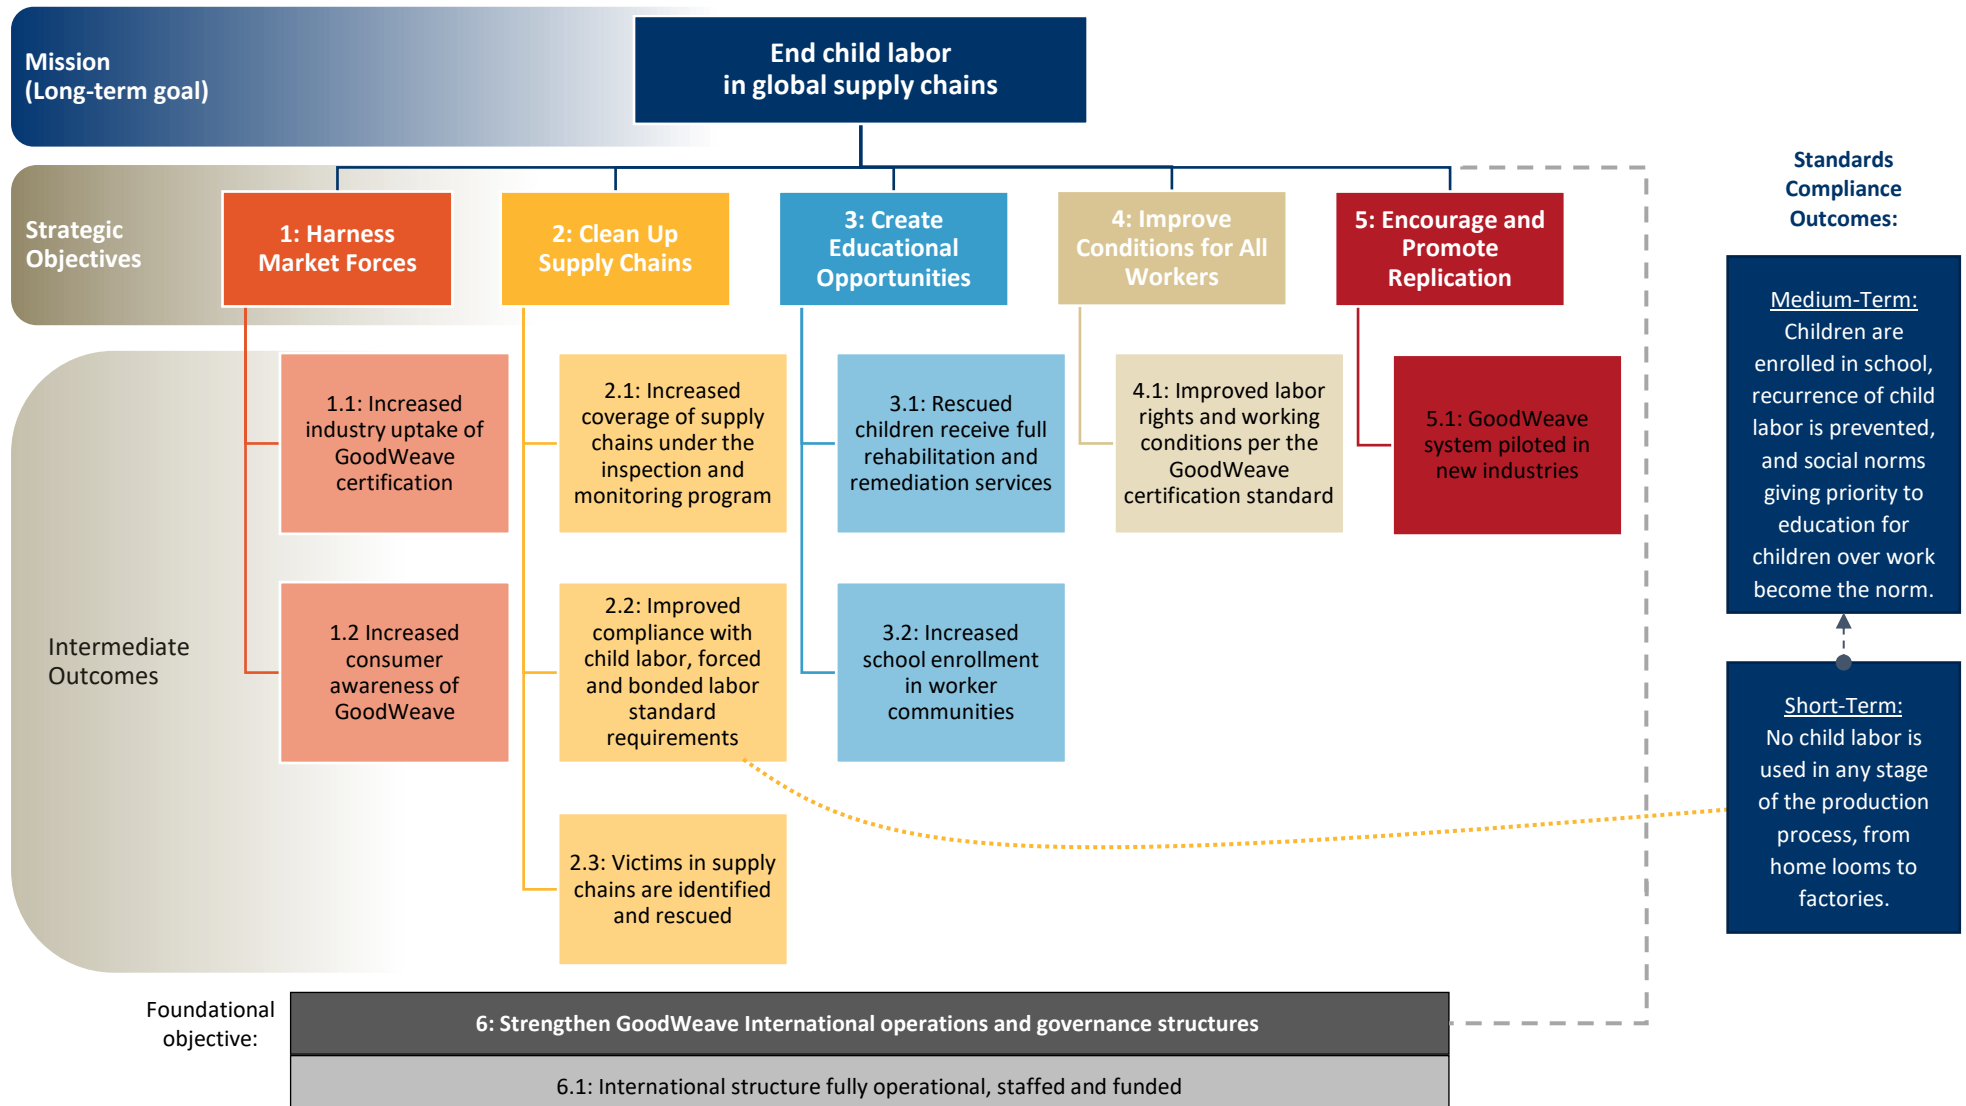 Mission
(Long-term goal)
End child labor
in global supply chains
Strategic
Objectives
1: Harness
Market Forces
2: Clean Up
Supply Chains
3: Create
Educational
Opportunities
4: Improve
Conditions for All
Workers
5: Encourage and
Promote
Replication
Intermediate
Outcomes
1.1: Increased
industry uptake of
GoodWeave
certification
1.2 Increased
consumer
awareness of
GoodWeave
2.1: Increased
coverage of supply
chains under the
inspection and
monitoring program
2.2: Improved
compliance with
child labor, forced
and bonded labor
standard
requirements
2.3: Victims in supply
chains are identified
and rescued
3.1: Rescued
children receive full
rehabilitation and
remediation services
3.2: Increased
school enrollment
in worker
communities
4.1: Improved labor
rights and working
conditions per the
GoodWeave
certification standard
5.1: GoodWeave
system piloted in
new industries
Standards
Compliance
Outcomes:
Medium-Term:
Children are
enrolled in school,
recurrence of child
labor is prevented,
and social norms
giving priority to
education for
children over work
become the norm.
Short-Term:
No child labor is
used in any stage
of the production
process, from
home looms to
factories.
Foundational
objective:
6: Strengthen GoodWeave International operations and governance structures
6.1: International structure fully operational, staffed and funded